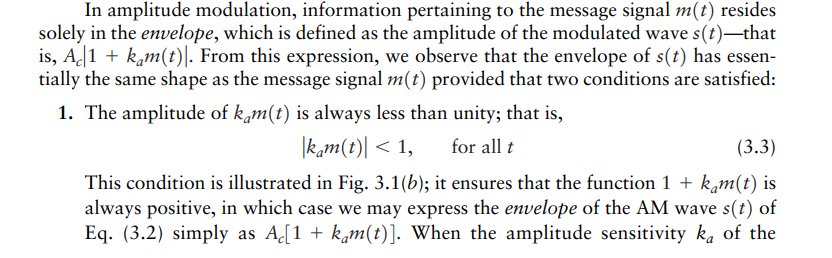 In amplitude modulation, information pertaining to the message signal m(t) resides
solely in the envelope, which is defined as the amplitude of the modulated wave s(t)—that
is, A_c|1 + k_a m(t)|. From this expression, we observe that the envelope of s(t) has essen-
tially the same shape as the message signal m(t) provided that two conditions are satisfied:
1. The amplitude of k_a m(t) is always less than unity; that is,
|k_a m(t)| < 1, for all t (3.3)
This condition is illustrated in Fig. 3.1(b); it ensures that the function 1 + k_a m(t) is
always positive, in which case we may express the envelope of the AM wave s(t) of
Eq. (3.2) simply as A_c[1 + k_a m(t)]. When the amplitude sensitivity k_a of the